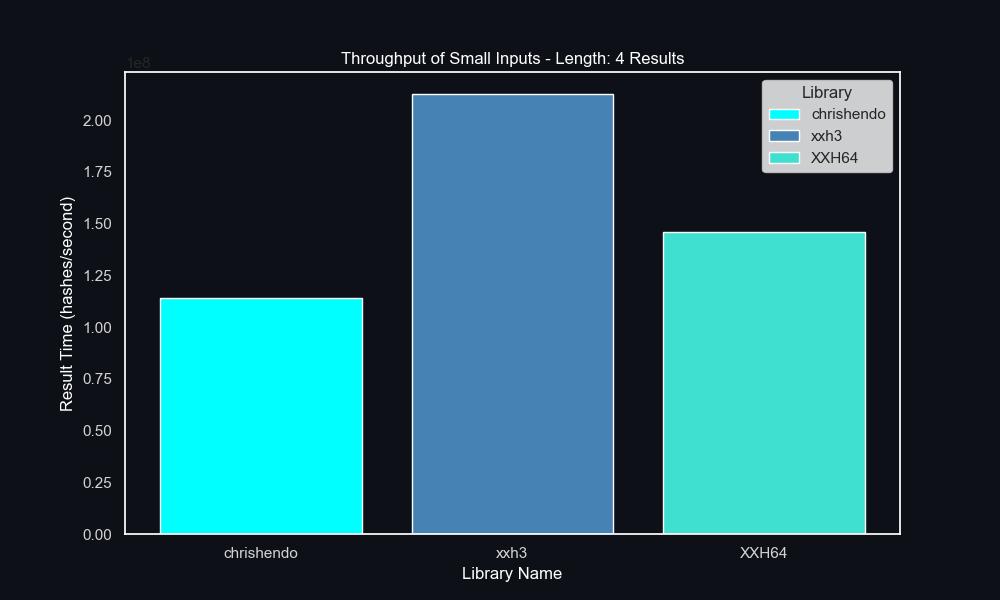 Throughput of Small Inputs - Length: 4 Results
1e8
Library
chrishendo
xxh3
XXH64
Result Time (hashes/second)
2.00
1.75
1.50
1.25
1.00
0.75
0.50
0.25
0.00
chrishendo
xxh3
XXH64
Library Name